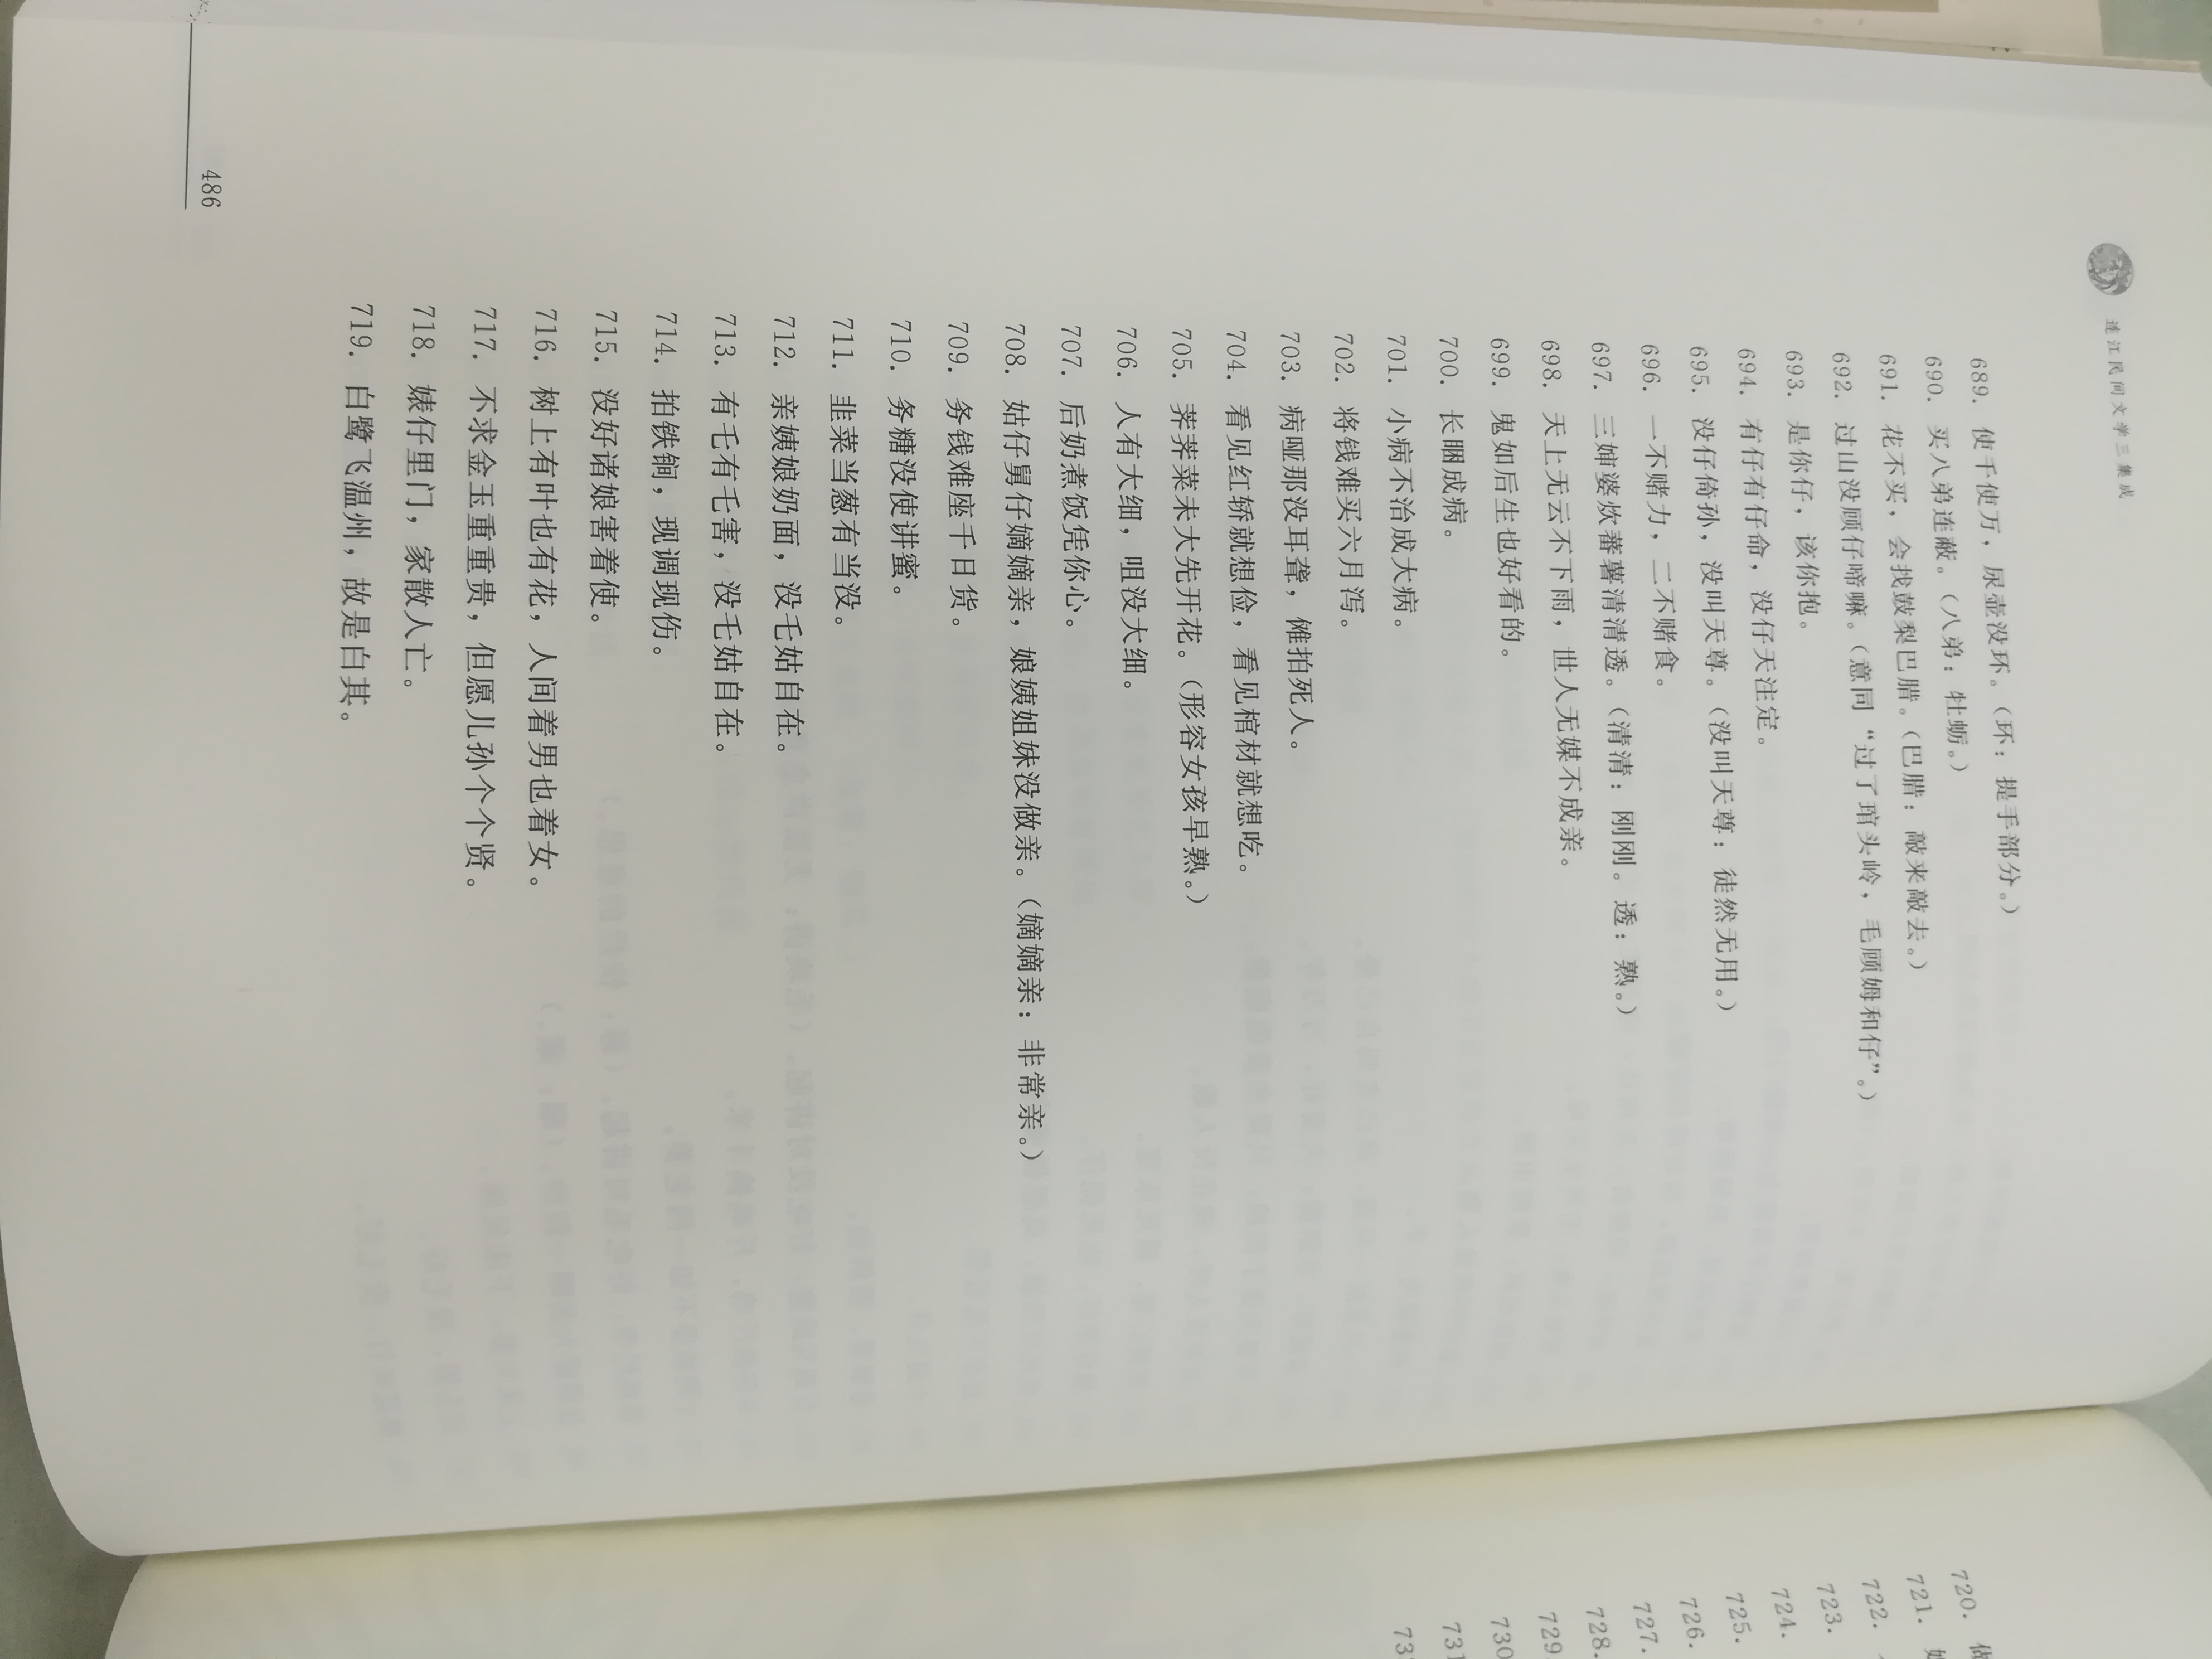 连江民间文学三集成
689. 使千使万，尿壶没环。（环：提手部分。）
690. 买八弟连蔽。（八弟：牡蛎。）
691. 花不买，会找鼓梨巴腊。（巴腊：敲来敲去。）
692. 过山没顾仔啼嘛。（意同“过了琯头岭，毛顾姆和仔”。）
693. 是你仔，该你抱。
694. 有仔有仔命，没仔天注定。
695. 没仔倚孙，没叫天尊。（没叫天尊：徒然无用。）
696. 一不赌力，二不赌食。
697. 三婶婆炊蕃薯清清透。（清清：刚刚。透：熟。）
698. 天上无云不下雨，世人无媒不成亲。
699. 鬼如后生也好看的。
700. 长睏成病。
701. 小病不治成大病。
702. 将钱难买六月泻。
703. 病哑那没耳聋，傩拍死人。
704. 看见红轿就想俭，看见棺材就想吃。
705. 荠荠菜未大先开花。（形容女孩早熟。）
706. 人有大细，咀没大细。
707. 后奶煮饭凭你心。
708. 姑仔舅仔嫡嫡亲，娘姨姐妹没做亲。（嫡嫡亲：非常亲。）
709. 务钱难座千日货。
710. 务糖没使讲蜜。
711. 韭菜当葱有当没。
712. 亲姨娘奶面，没乇姑自在。
713. 有乇有乇害，没乇姑自在。
714. 拍铁锏，现调现伤。
715. 没好诸娘害着使。
716. 树上有叶也有花，人间着男也着女。
717. 不求金玉重重贵，但愿儿孙个个贤。
718. 婊仔里门，家散人亡。
719. 白鹭飞温州，故是白其。
486
720. 做
721.
722.
723.
724.
725.
726.
727.
728.
729
730
731
73